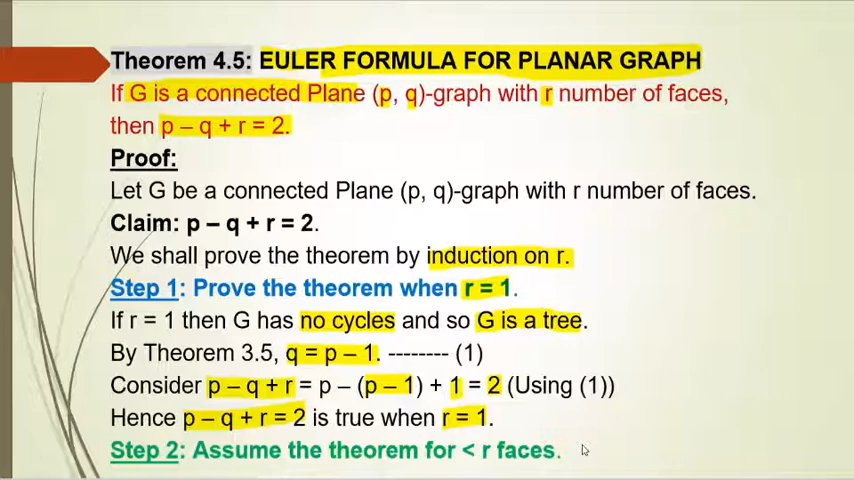 Theorem 4.5: EULER FORMULA FOR PLANAR GRAPH
If G is a connected Plane (p, q)-graph with r number of faces,
then p – q + r = 2.
Proof:
Let G be a connected Plane (p, q)-graph with r number of faces.
Claim: p – q + r = 2.
We shall prove the theorem by induction on r.
Step 1: Prove the theorem when r = 1.
If r = 1 then G has no cycles and so G is a tree.
By Theorem 3.5, q = p – 1. -------- (1)
Consider p – q + r = p – (p – 1) + 1 = 2 (Using (1))
Hence p – q + r = 2 is true when r = 1.
Step 2: Assume the theorem for < r faces.